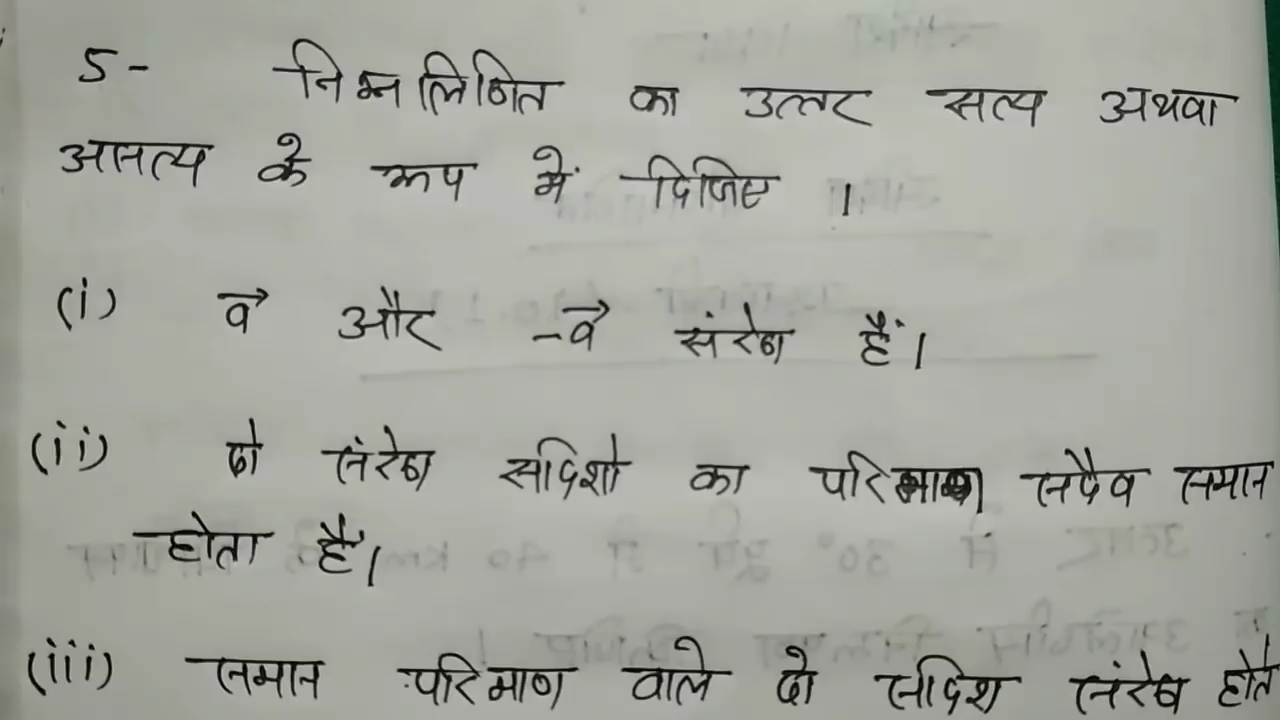 5- निम्नलिखित का उत्तर सत्य अथवा
असत्य के रूप में दिजिए ।
(i) a⃗ और -a⃗ संरेख हैं।
(ii) दो संरेख सदिशो का परिमाण सदैव समान
होता हैं।
(iii) समान परिमाण वाले दो सदिश संरेख होते